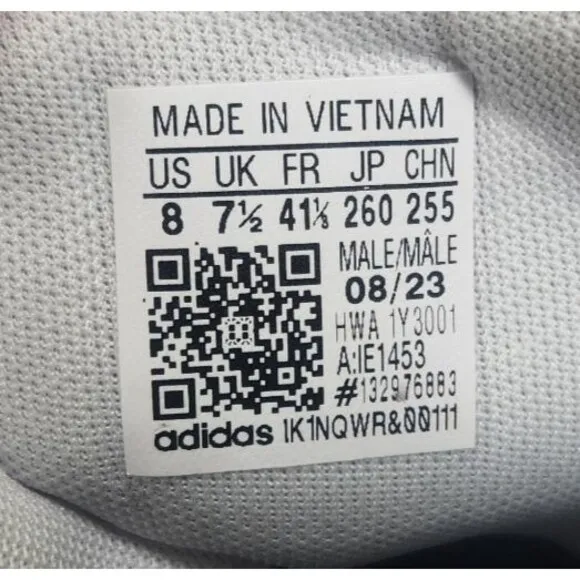 MADE IN VIETNAM
US UK FR JP CHN
8 7½ 41⅓ 260 255
MALE/MÂLE
08/23
HWA 1Y3001
A:IE1453
#132976883
adidas 1K1NQWR&00111